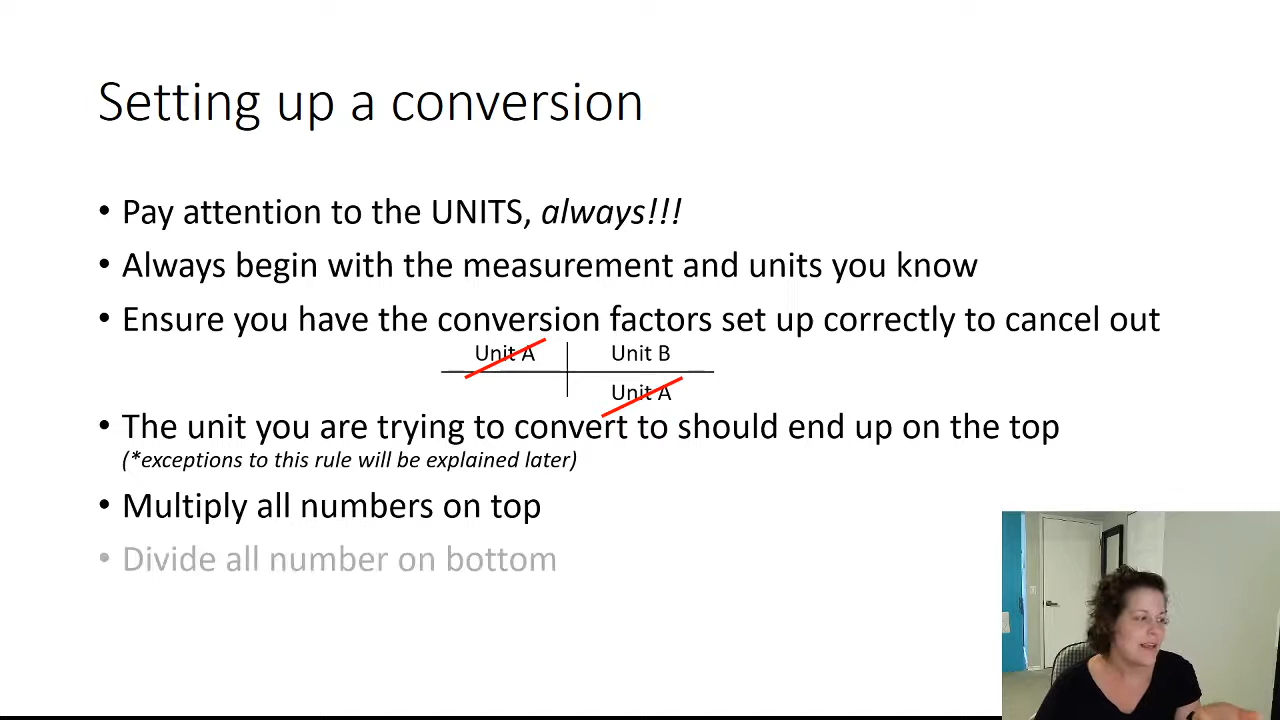 Setting up a conversion
• Pay attention to the UNITS, always!!!
• Always begin with the measurement and units you know
• Ensure you have the conversion factors set up correctly to cancel out
Unit A Unit B
Unit A
• The unit you are trying to convert to should end up on the top
(*exceptions to this rule will be explained later)
• Multiply all numbers on top
• Divide all number on bottom